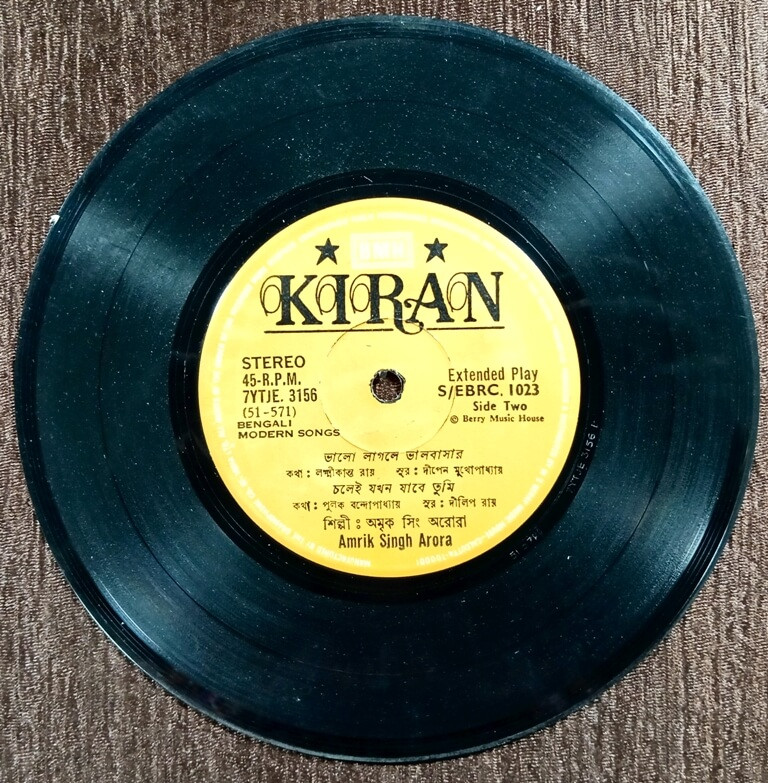 EMI
KIRAN
STEREO
45-R.P.M.
7YTJE. 3156
(51-571)
BENGALI
MODERN SONGS
Extended Play
S/EBRC. 1023
Side Two
© Berry Music House
ভালো লাগলে ভালবাসার
কথা : লক্ষ্মীকান্ত রায় সুর : দীপেন মুখোপাধ্যায়
চলেই যখন যাবে তুমি
কথা : পুলক বন্দোপাধ্যায় সুর : দীলিপ রায়
শিল্পী : অমৃক সিং অরোরা
Amrik Singh Arora